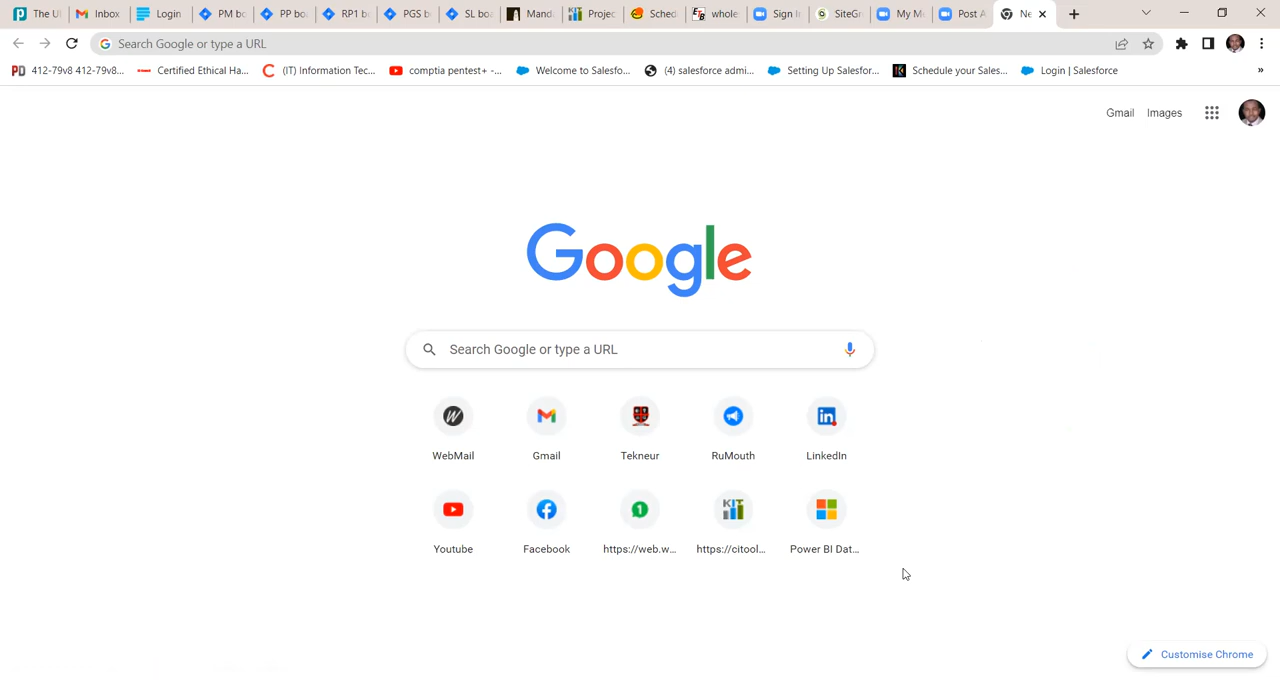 The Ul Inbox Login PM bo PP bo. RP1 b PGS b SL boa Manda Projec Sched whole Sign I SiteGr My M Post A Ne
Search Google or type a URL
412-79v8 412-79v8... Certified Ethical Ha... (IT) Information Tec... comptia pentest+ -... Welcome to Salesfo... (4) salesforce admi... Setting Up Salesfor... Schedule your Sales... Login | Salesforce »
Gmail Images
Google
Search Google or type a URL
WebMail Gmail Tekneur RuMouth LinkedIn
Youtube Facebook https://web.w... https://citool... Power BI Dat...
Customise Chrome